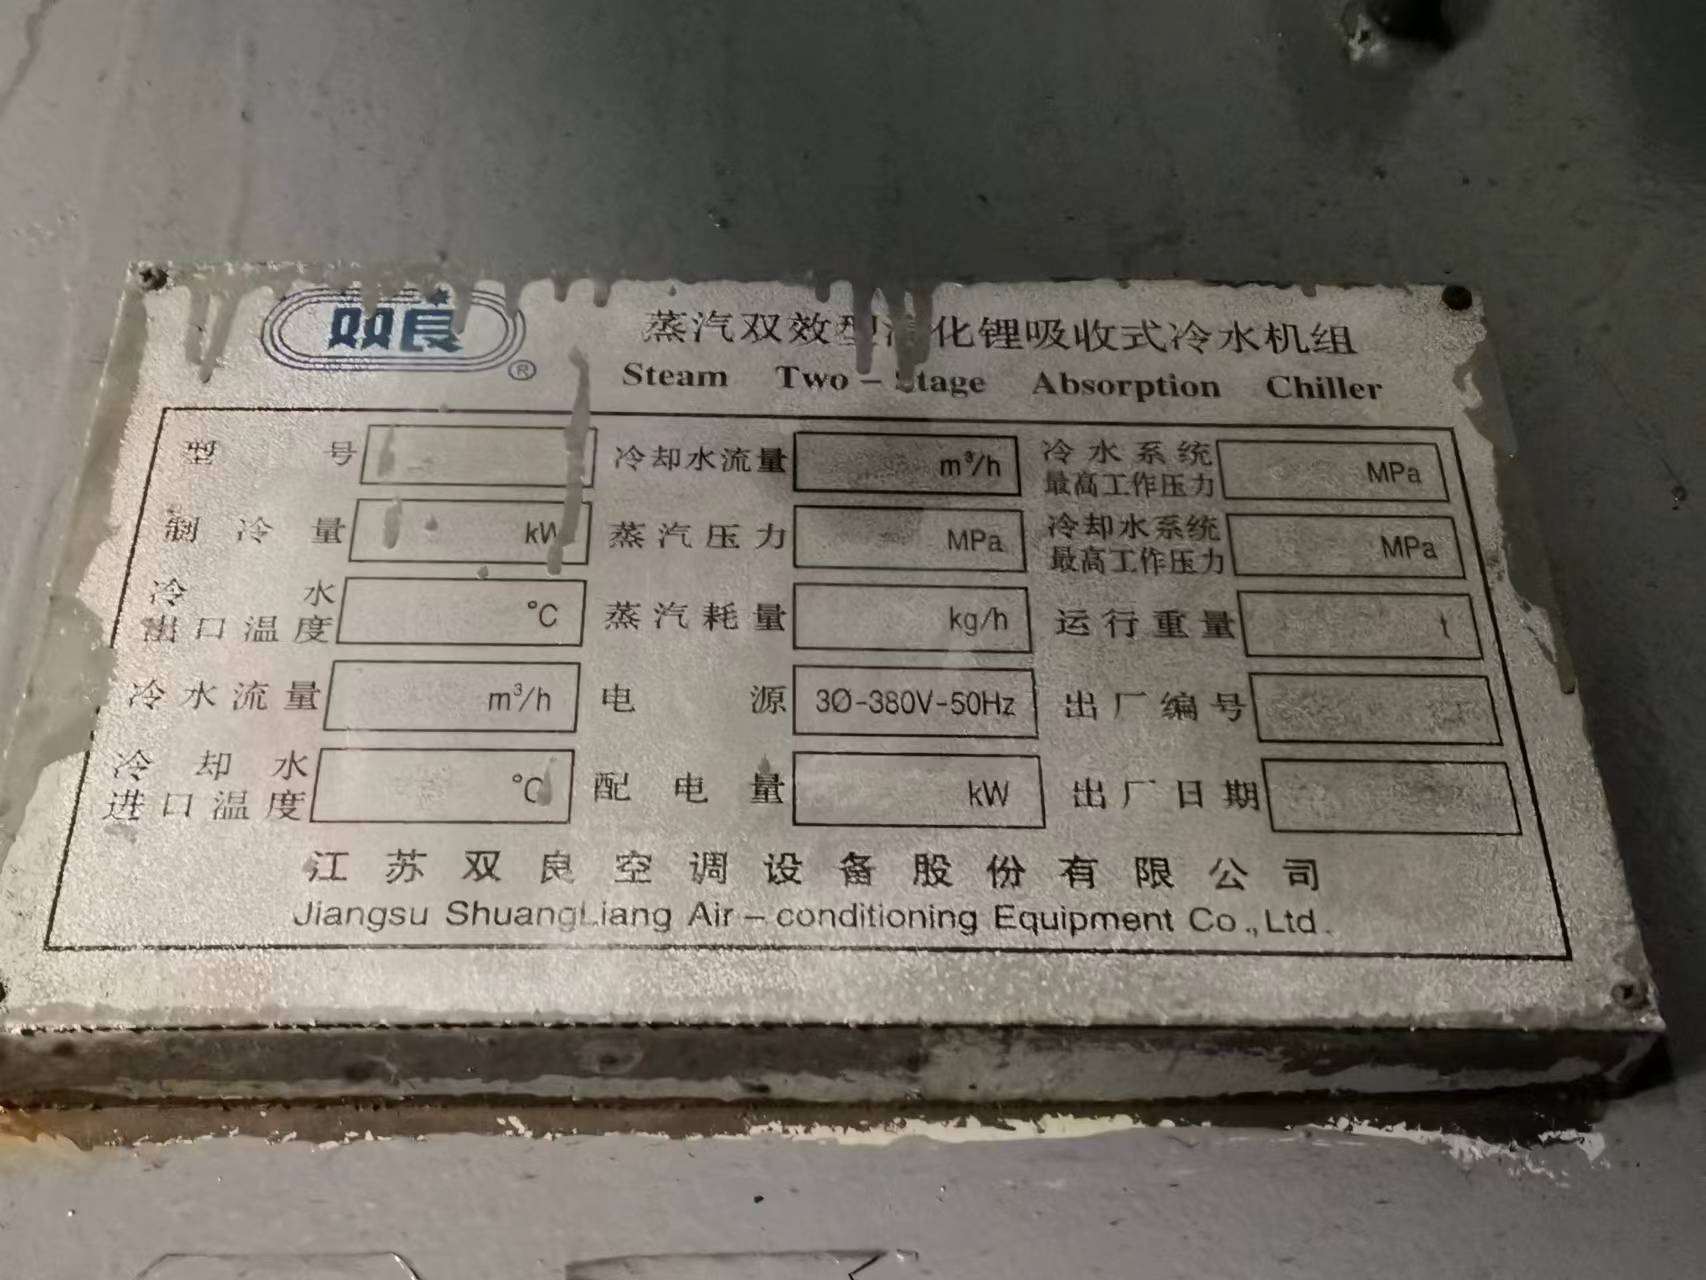 双良 ®
蒸汽双效型溴化锂吸收式冷水机组
Steam Two-Stage Absorption Chiller
型号 冷却水流量 m³/h 冷水系统最高工作压力 MPa
制冷量 kW 蒸汽压力 MPa 冷却水系统最高工作压力 MPa
冷水出口温度 °C 蒸汽耗量 kg/h 运行重量 t
冷水流量 m³/h 电源 3Ø-380V-50Hz 出厂编号
冷却水进口温度 °C 配电量 kW 出厂日期
江苏双良空调设备股份有限公司
Jiangsu ShuangLiang Air-conditioning Equipment Co., Ltd.